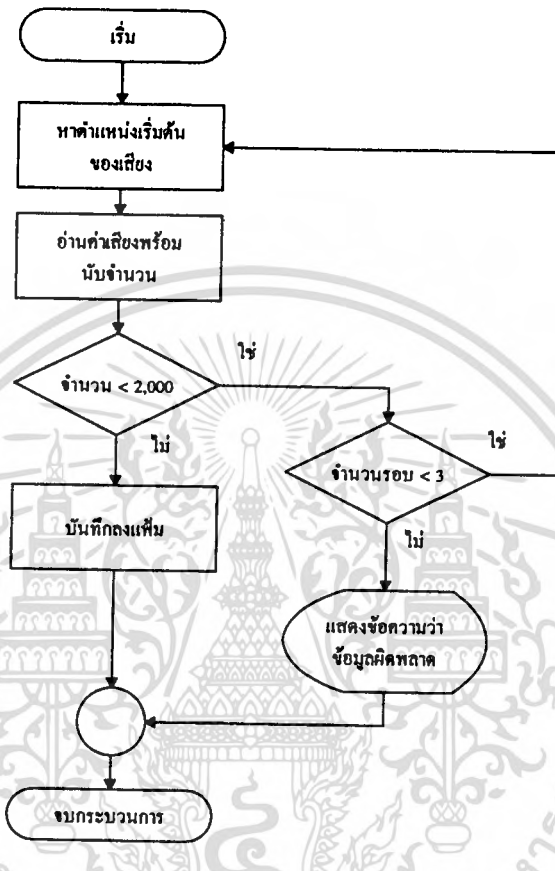 เริ่ม
หาตำแหน่งเริ่มต้น
ของเสียง
อ่านค่าเสียงพร้อม
นับจำนวน
ใช่
จำนวน < 2,000
ไม่
ใช่
จำนวนรอบ < 3
บันทึกลงแฟ้ม
ไม่
แสดงข้อความว่า
ข้อมูลผิดพลาด
จบกระบวนการ